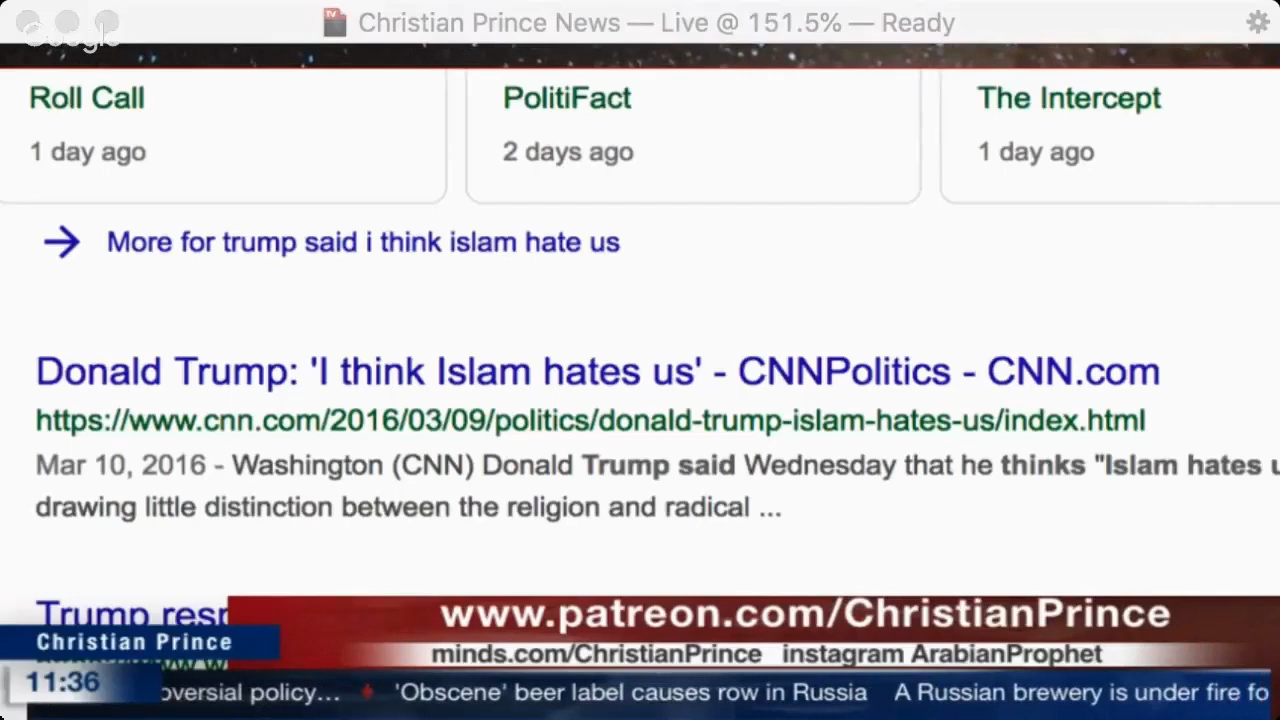 Christian Prince News — Live @ 151.5% — Ready
Google
Roll Call
PolitiFact
The Intercept
1 day ago
2 days ago
1 day ago
More for trump said i think islam hate us
Donald Trump: 'I think Islam hates us' - CNNPolitics - CNN.com
https://www.cnn.com/2016/03/09/politics/donald-trump-islam-hates-us/index.html
Mar 10, 2016 - Washington (CNN) Donald Trump said Wednesday that he thinks "Islam hates
drawing little distinction between the religion and radical ...
Trump
www.patreon.com/ChristianPrince
Christian Prince
minds.com/ChristianPrince instagram ArabianProphet
11:36
policy... 'Obscene' beer label causes row in Russia A Russian brewery is under fire